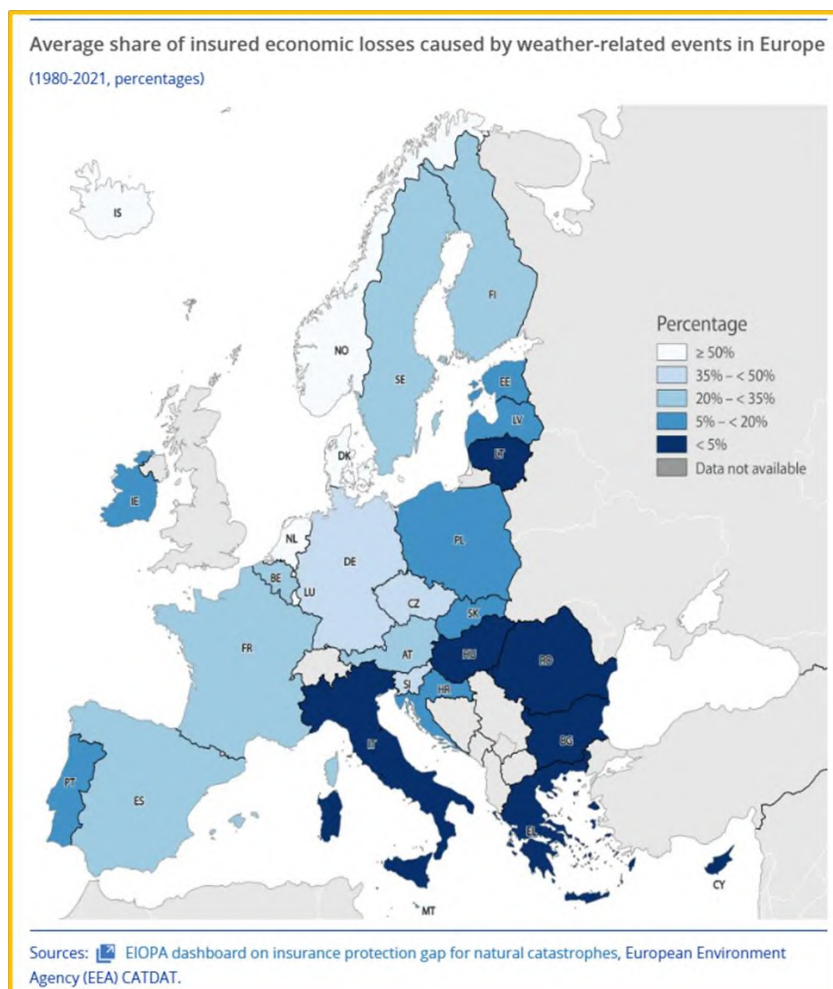 Average share of insured economic losses caused by weather-related events in Europe
(1980-2021, percentages)
IS
FI
NO
SE
Percentage
≥ 50%
35% – < 50%
20% – < 35%
5% – < 20%
< 5%
Data not available
EE
LV
LT
DK
IE
NL
PL
DE
BE
LU
CZ
SK
FR
AT
HU
RO
SI
HR
IT
BG
PT
ES
EL
CY
MT
Sources: EIOPA dashboard on insurance protection gap for natural catastrophes, European Environment
Agency (EEA) CATDAT.